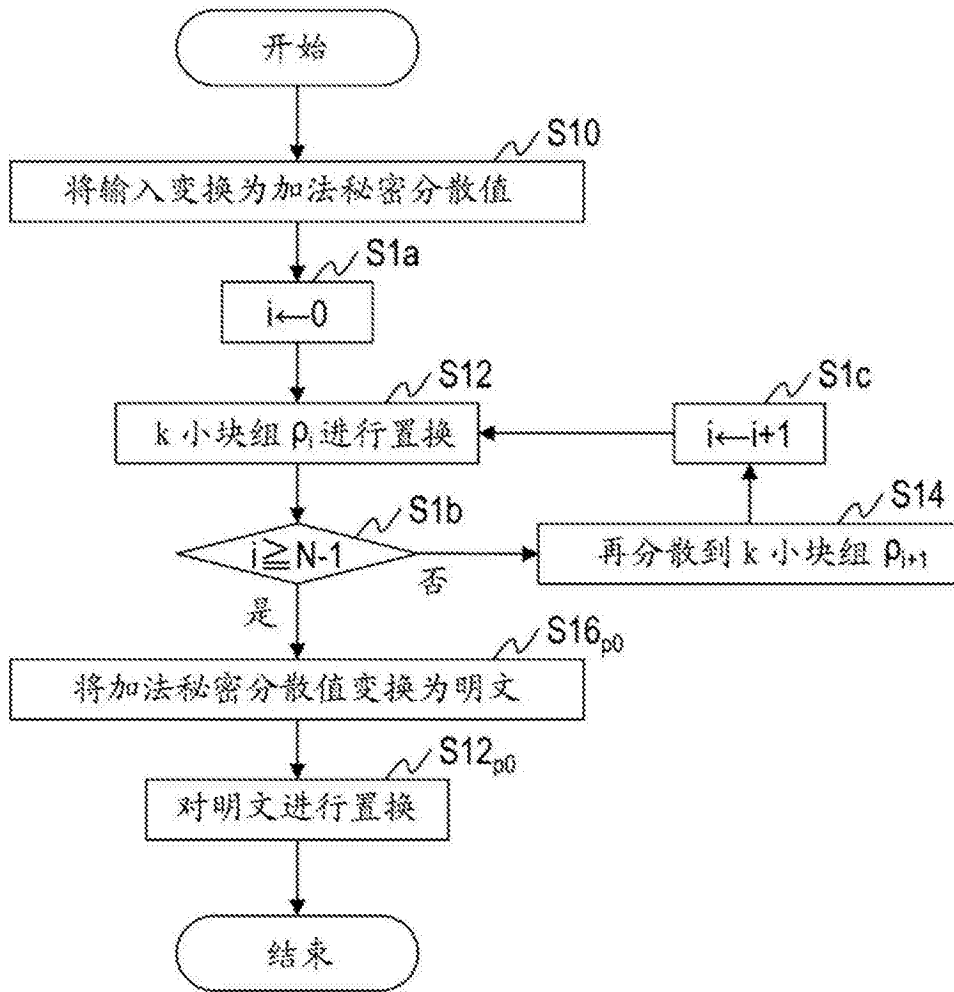 开始
S10
将输入变换为加法秘密分散值
S1a
i←0
S12
k 小块组 ρi 进行置换
S1c
i←i+1
S1b
i≧N-1
否
S14
再分散到 k 小块组 ρi+1
是
S16p0
将加法秘密分散值变换为明文
S12p0
对明文进行置换
结束